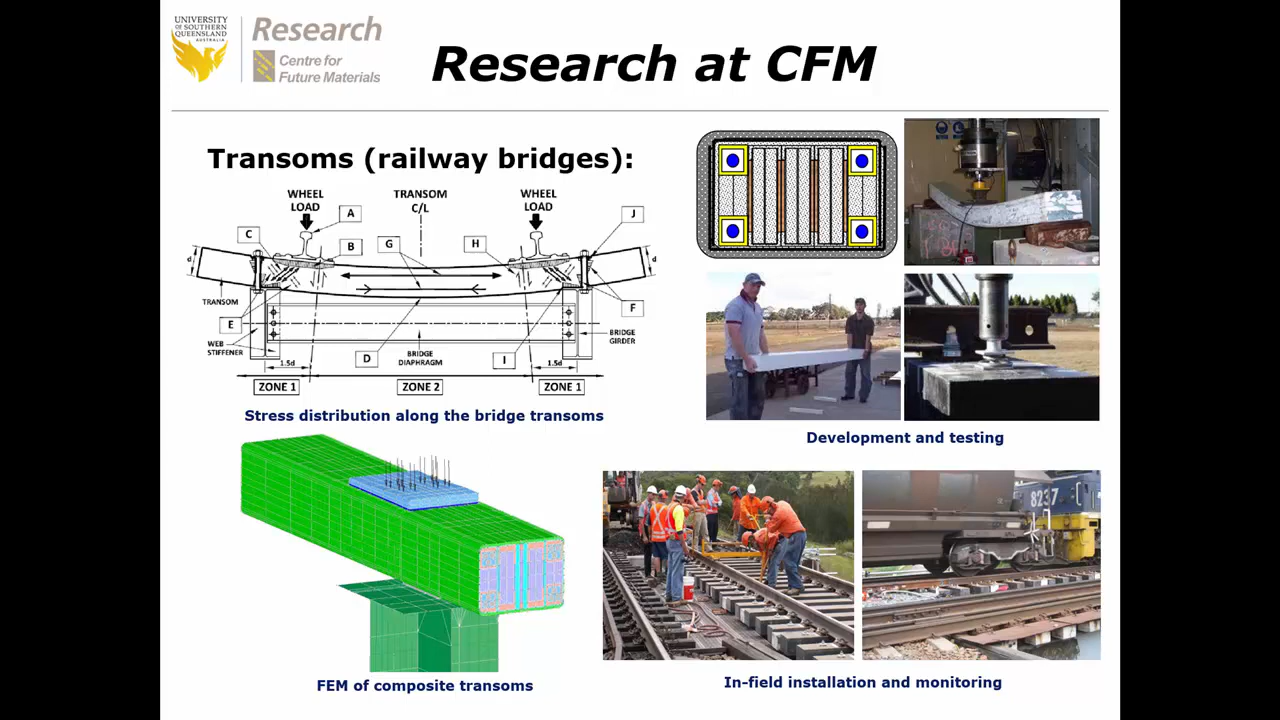 UNIVERSITY
OF SOUTHERN
QUEENSLAND
AUSTRALIA
Research
Centre for
Future Materials
Research at CFM
Transoms (railway bridges):
WHEEL
LOAD
TRANSOM
C/L
WHEEL
LOAD
A
J
C
B
G
H
d
d
TRANSOM
E
F
WEB
STIFFENER
BRIDGE
GIRDER
D
BRIDGE
DIAPHRAGM
I
1.5d
1.5d
ZONE 1
ZONE 2
ZONE 1
Stress distribution along the bridge transoms
Development and testing
8237
FEM of composite transoms
In-field installation and monitoring